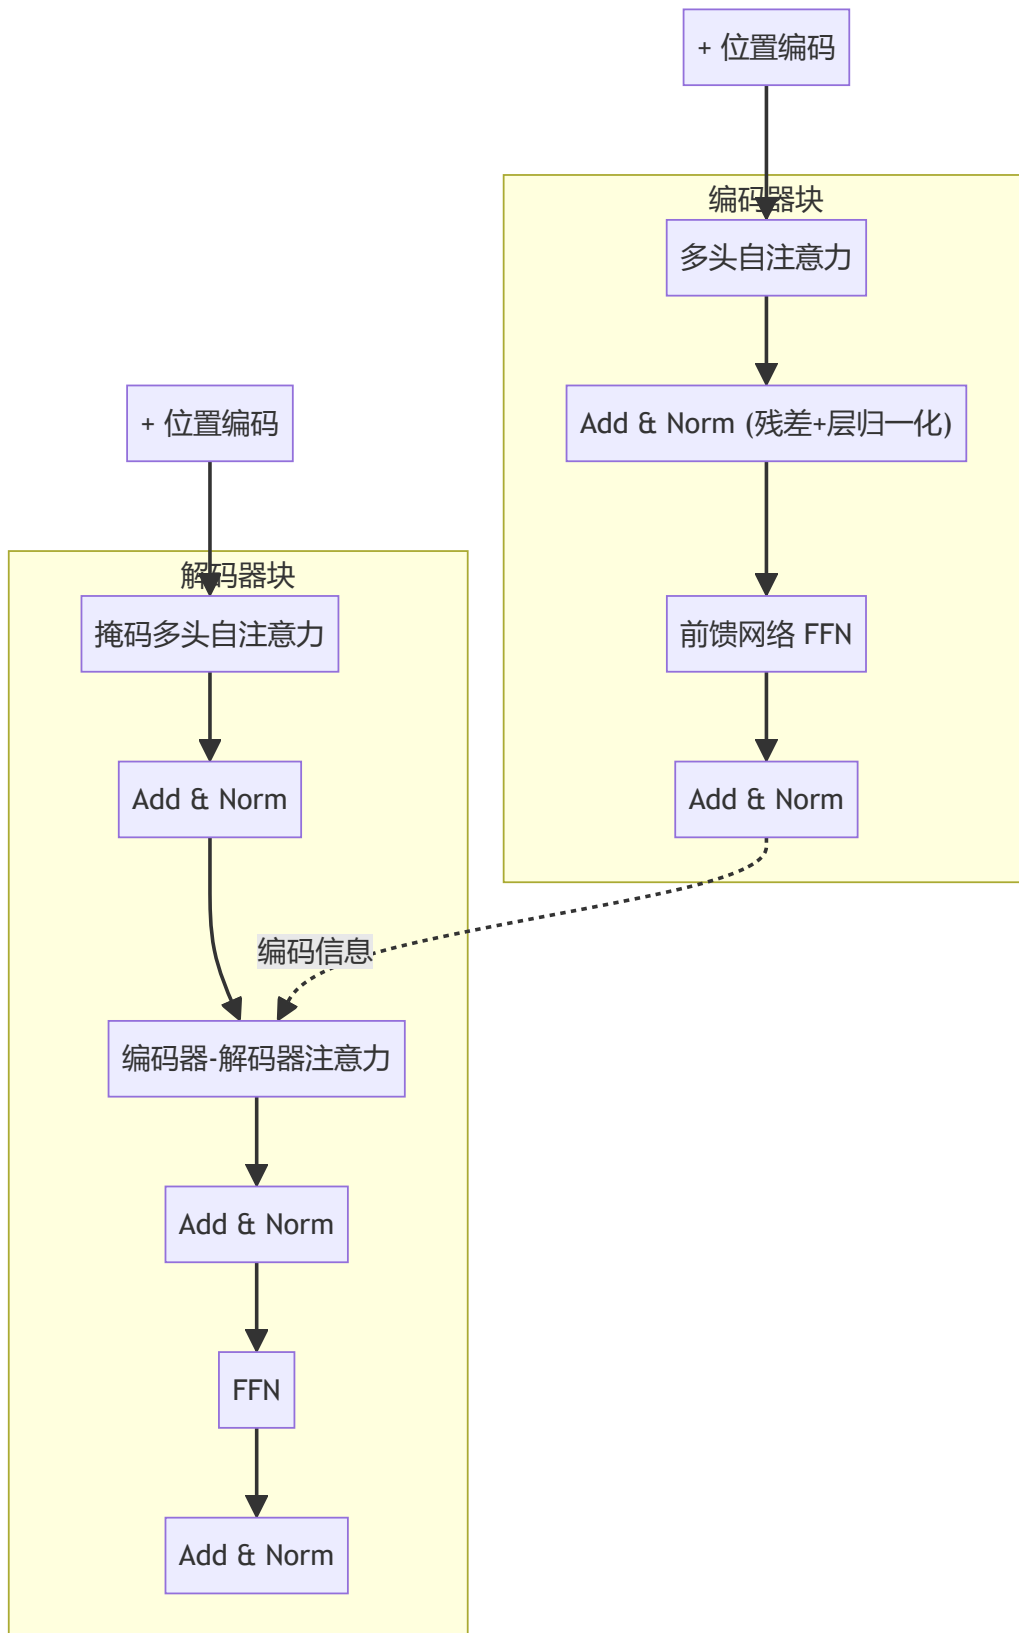 + 位置编码
编码器块
多头自注意力
Add & Norm (残差+层归一化)
前馈网络 FFN
Add & Norm
+ 位置编码
解码器块
掩码多头自注意力
Add & Norm
编码信息
编码器-解码器注意力
Add & Norm
FFN
Add & Norm